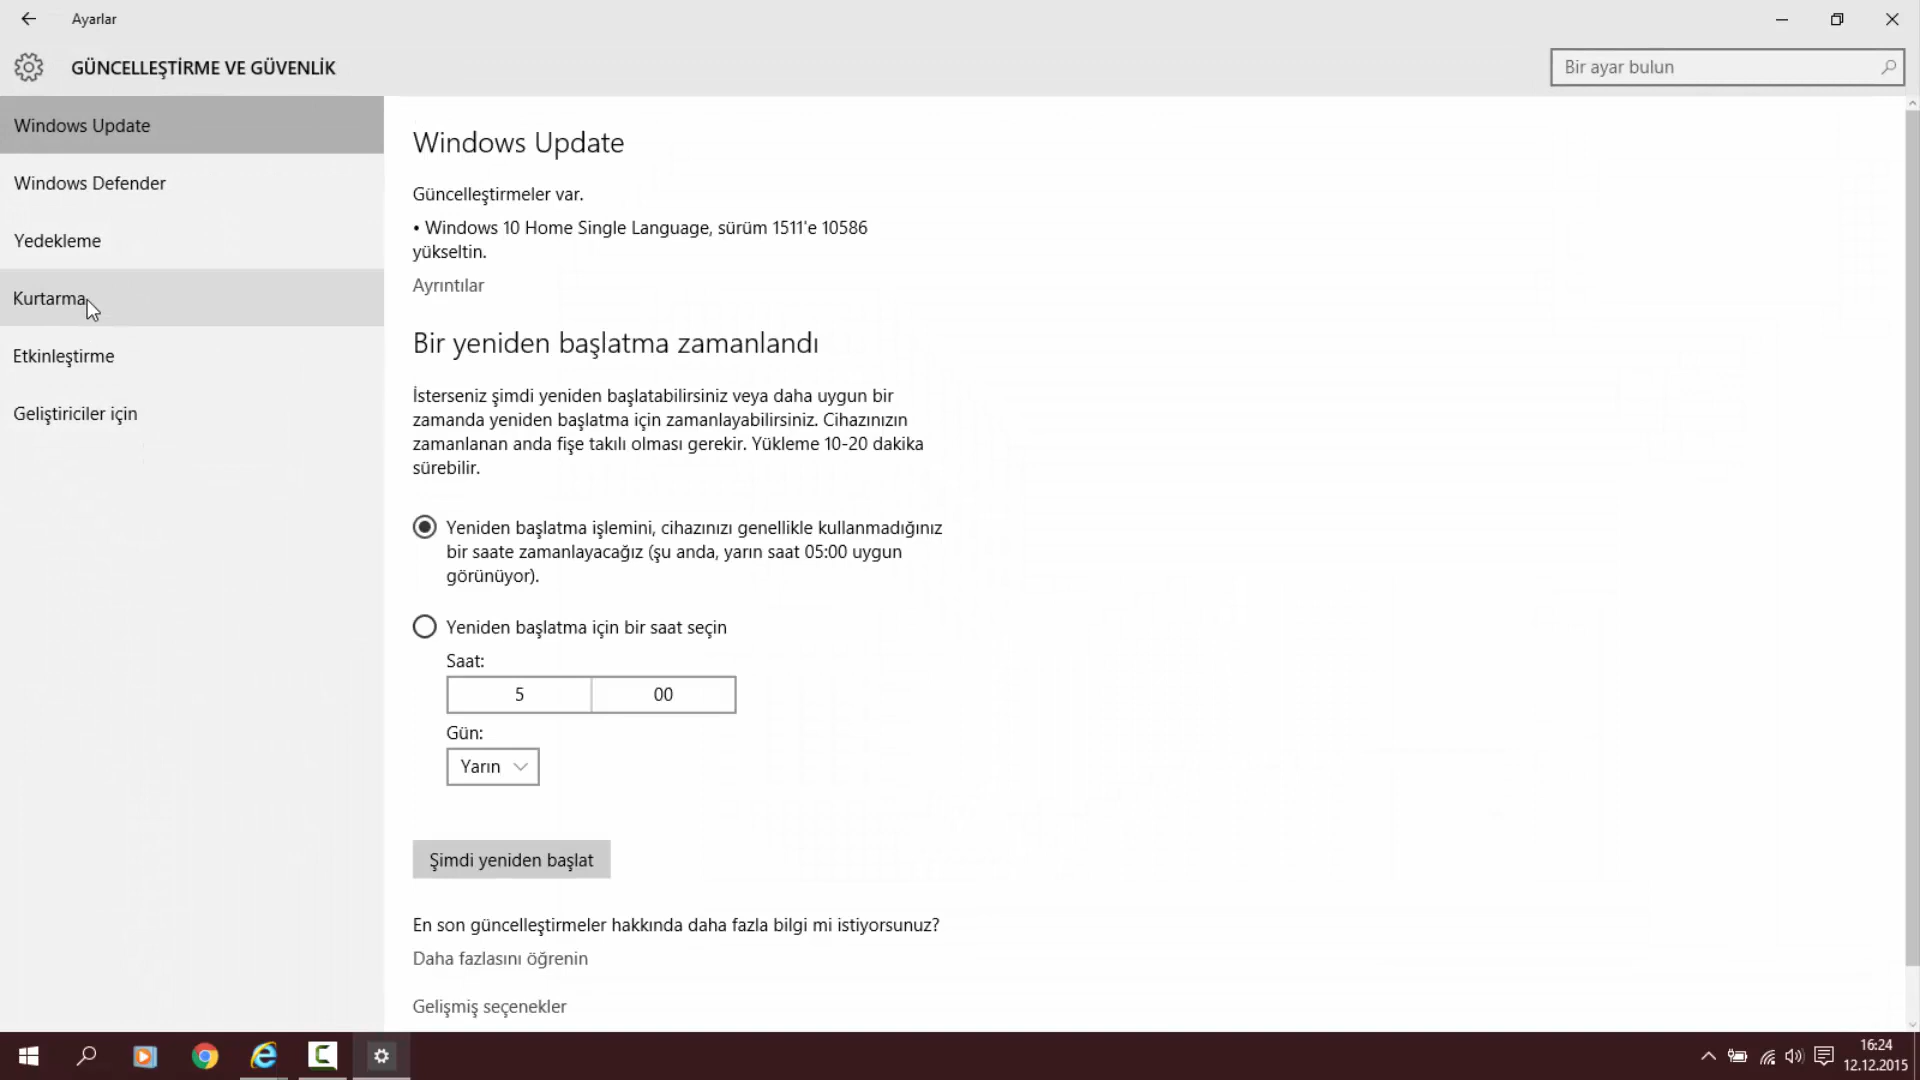 Ayarlar
GÜNCELLEŞTİRME VE GÜVENLİK
Bir ayar bulun
Windows Update
Windows Defender
Yedekleme
Kurtarma
Etkinleştirme
Geliştiriciler için
Windows Update
Güncelleştirmeler var.
• Windows 10 Home Single Language, sürüm 1511'e 10586
yükseltin.
Ayrıntılar
Bir yeniden başlatma zamanlandı
İsterseniz şimdi yeniden başlatabilirsiniz veya daha uygun bir
zamanda yeniden başlatma için zamanlayabilirsiniz. Cihazınızın
zamanlanan anda fişe takılı olması gerekir. Yükleme 10-20 dakika
sürebilir.
Yeniden başlatma işlemini, cihazınızı genellikle kullanmadığınız
bir saate zamanlayacağız (şu anda, yarın saat 05:00 uygun
görünüyor).
Yeniden başlatma için bir saat seçin
Saat:
5 00
Gün:
Yarın
Şimdi yeniden başlat
En son güncelleştirmeler hakkında daha fazla bilgi mi istiyorsunuz?
Daha fazlasını öğrenin
Gelişmiş seçenekler
16:24
12.12.2015